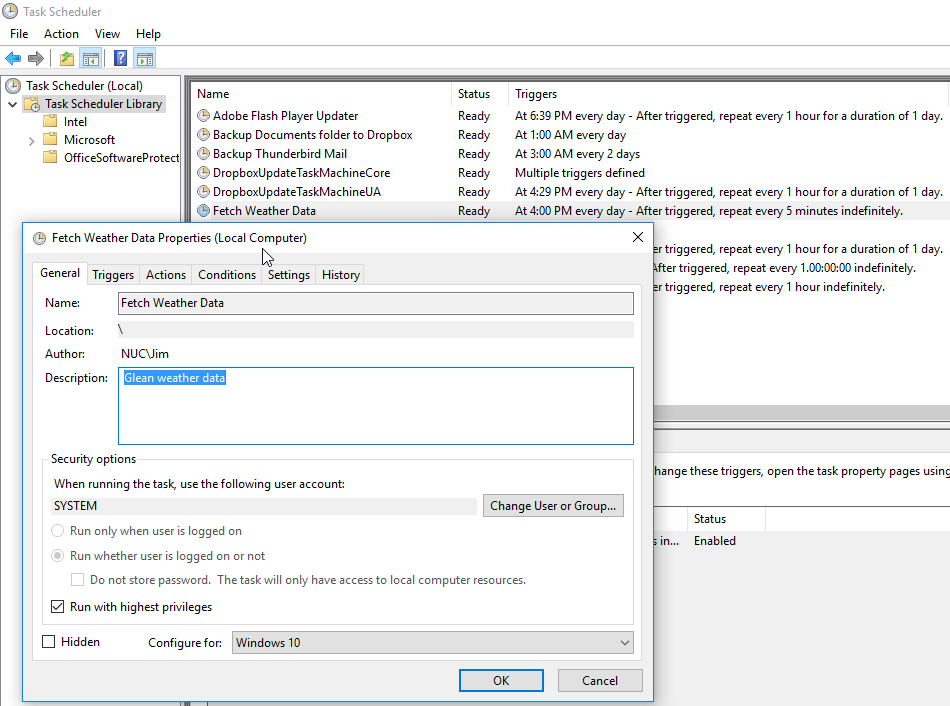 Task Scheduler
File Action View Help
Task Scheduler (Local)
Task Scheduler Library
Intel
Microsoft
OfficeSoftwareProtect
Name Status Triggers
Adobe Flash Player Updater Ready At 6:39 PM every day - After triggered, repeat every 1 hour for a duration of 1 day.
Backup Documents folder to Dropbox Ready At 1:00 AM every day
Backup Thunderbird Mail Ready At 3:00 AM every 2 days
DropboxUpdateTaskMachineCore Ready Multiple triggers defined
DropboxUpdateTaskMachineUA Ready At 4:29 PM every day - After triggered, repeat every 1 hour for a duration of 1 day.
Fetch Weather Data Ready At 4:00 PM every day - After triggered, repeat every 5 minutes indefinitely.
er triggered, repeat every 1 hour for a duration of 1 day.
After triggered, repeat every 1.00:00:00 indefinitely.
er triggered, repeat every 1 hour indefinitely.
hange these triggers, open the task property pages using
Status
s in... Enabled
Fetch Weather Data Properties (Local Computer)
General Triggers Actions Conditions Settings History
Name: Fetch Weather Data
Location: \
Author: NUC\Jim
Description: Glean weather data
Security options
When running the task, use the following user account:
SYSTEM Change User or Group...
Run only when user is logged on
Run whether user is logged on or not
Do not store password. The task will only have access to local computer resources.
Run with highest privileges
Hidden Configure for: Windows 10
OK Cancel